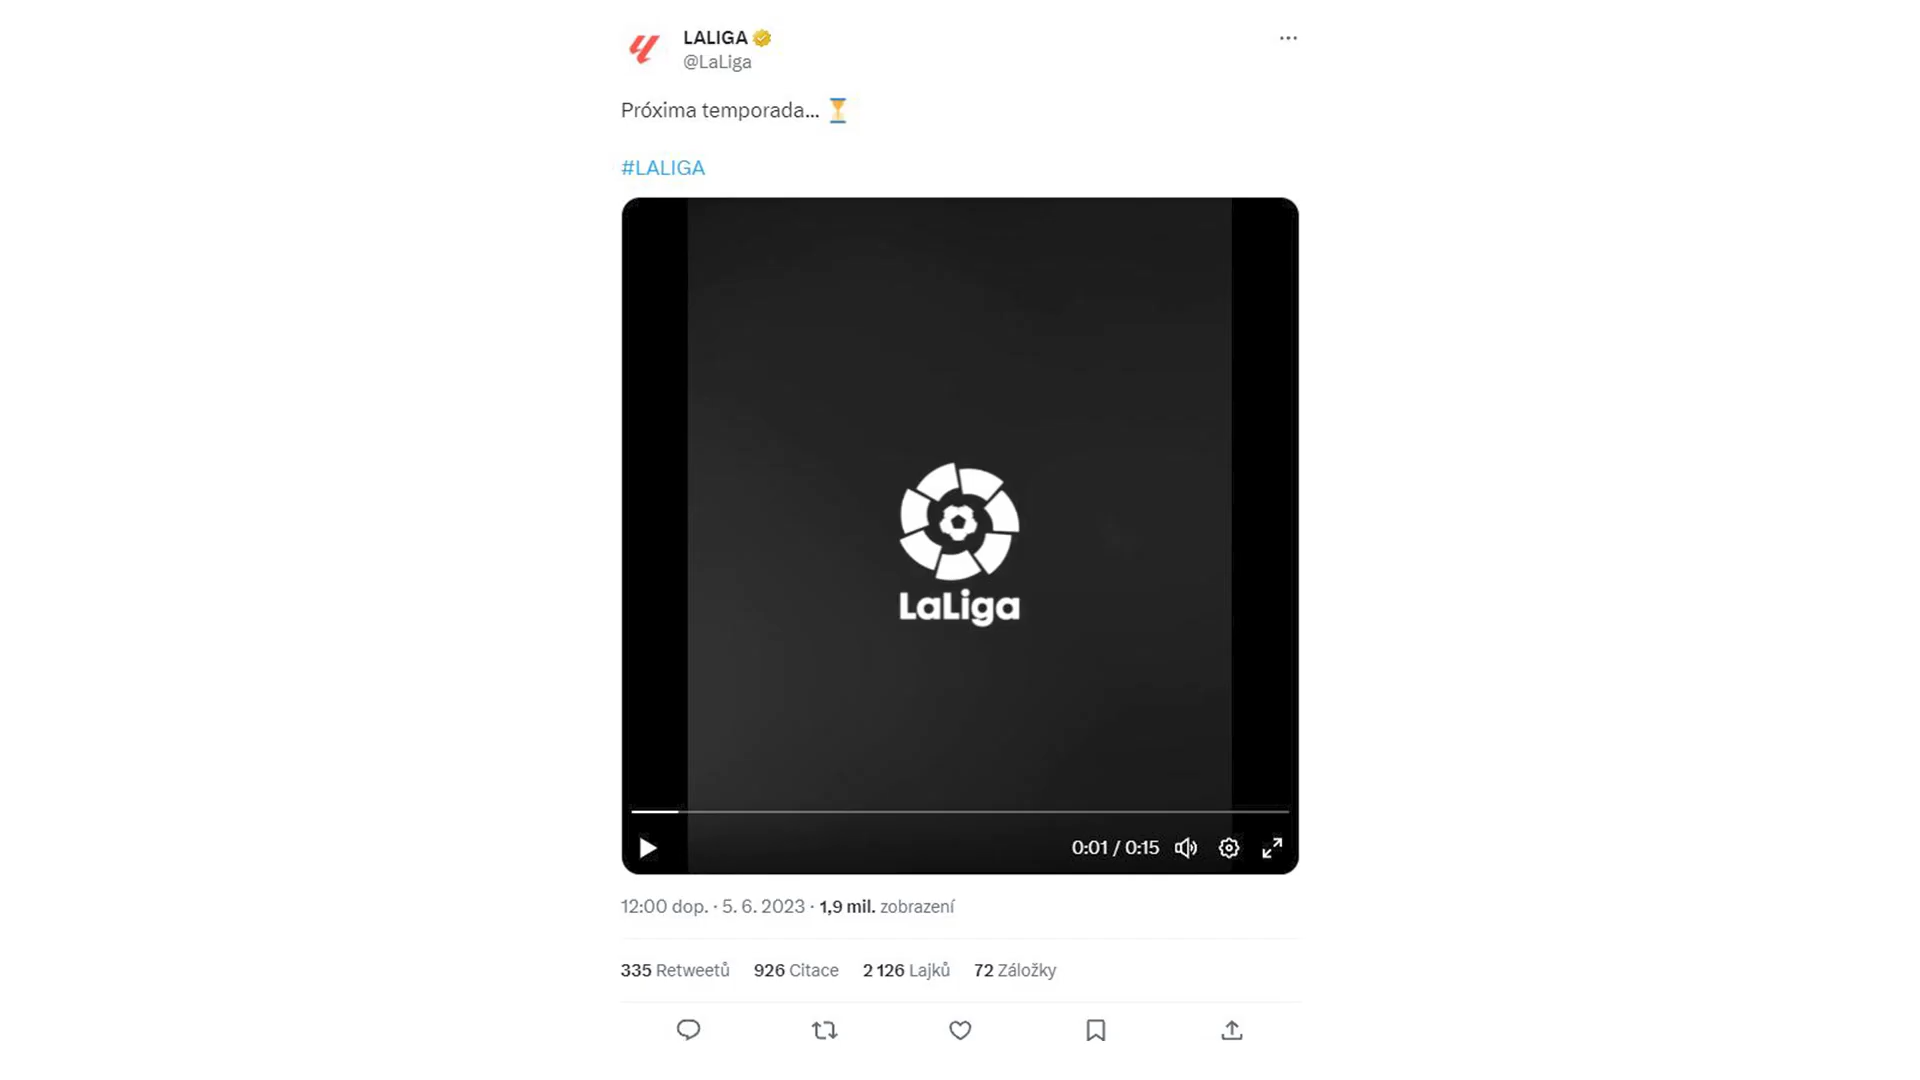 LALIGA
@LaLiga
Próxima temporada... ⏳
#LALIGA
LaLiga
0:01 / 0:15
12:00 dop. · 5. 6. 2023 · 1,9 mil. zobrazení
335 Retweetů 926 Citace 2 126 Lajků 72 Záložky